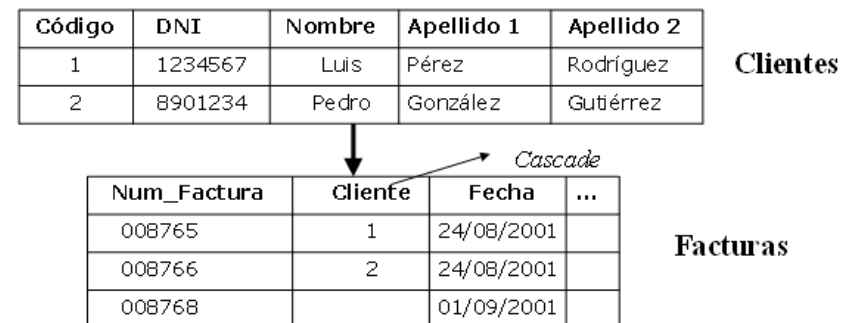 Código DNI Nombre Apellido 1 Apellido 2
1 1234567 Luis Pérez Rodríguez
2 8901234 Pedro González Gutiérrez
Clientes
Cascade
Num_Factura Cliente Fecha ...
008765 1 24/08/2001
008766 2 24/08/2001
008768 01/09/2001
Facturas